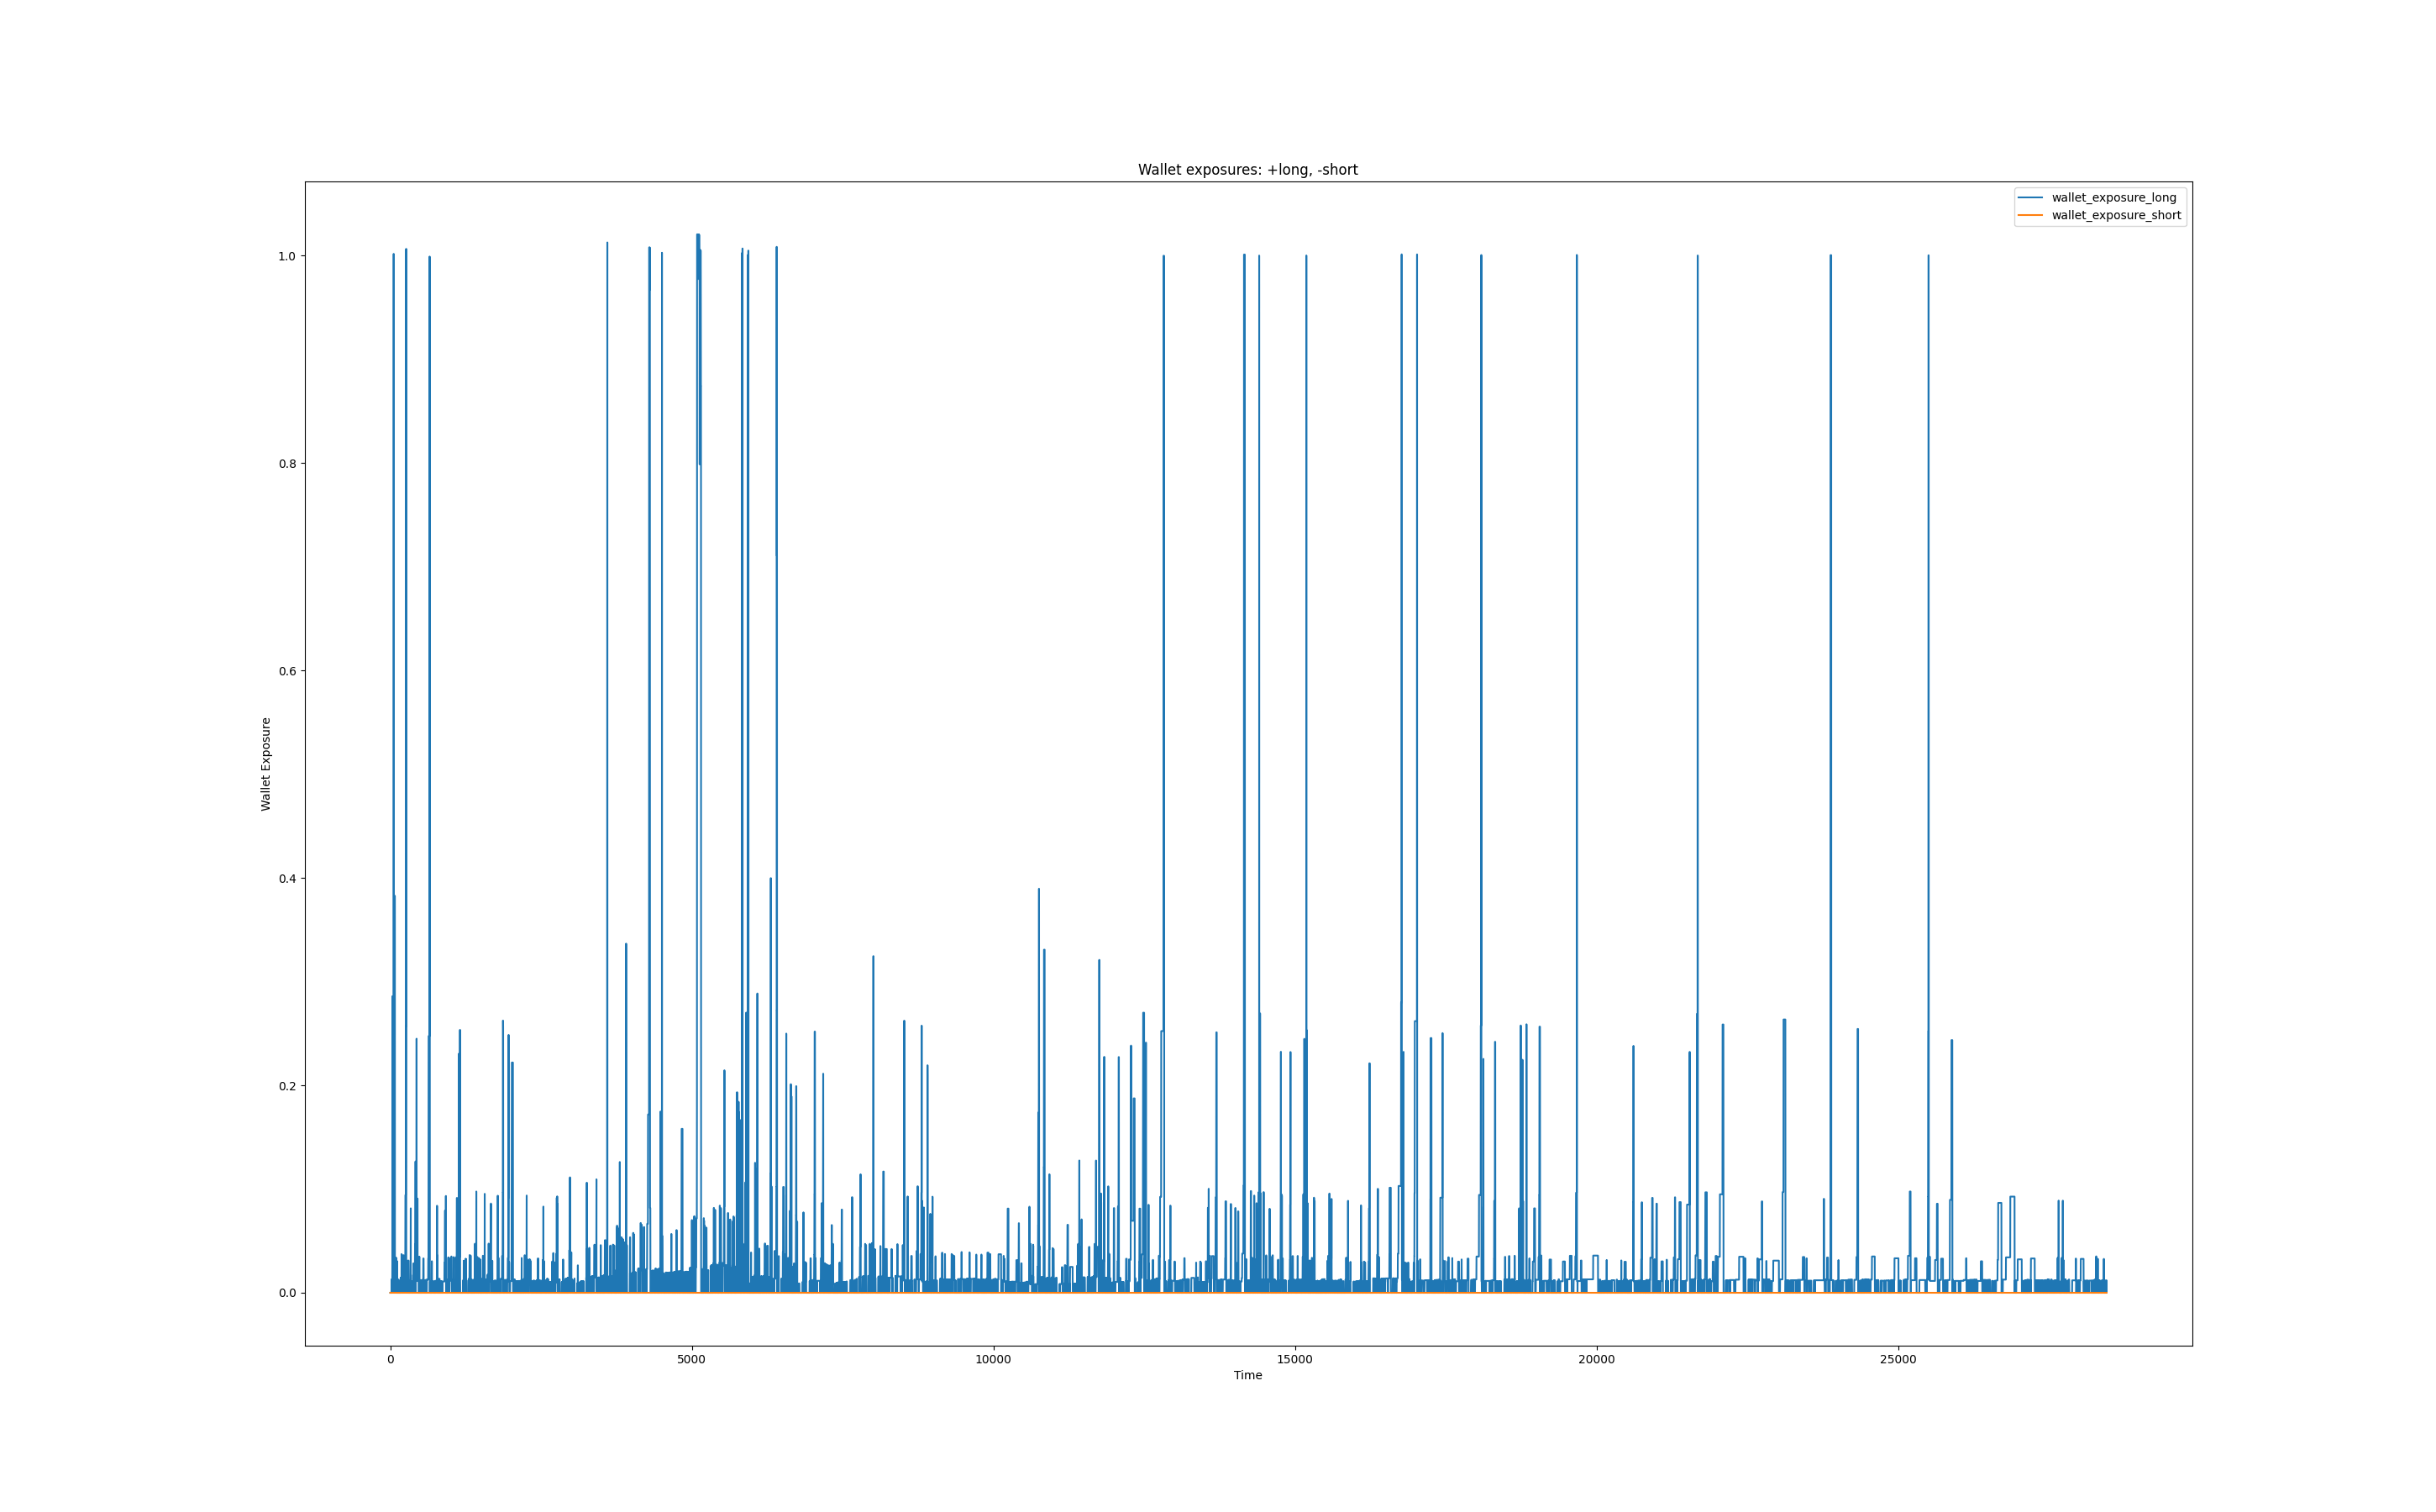 Wallet exposures: +long, -short
wallet_exposure_long
wallet_exposure_short
1.0
0.8
0.6
0.4
0.2
0.0
Wallet Exposure
0 5000 10000 15000 20000 25000
Time